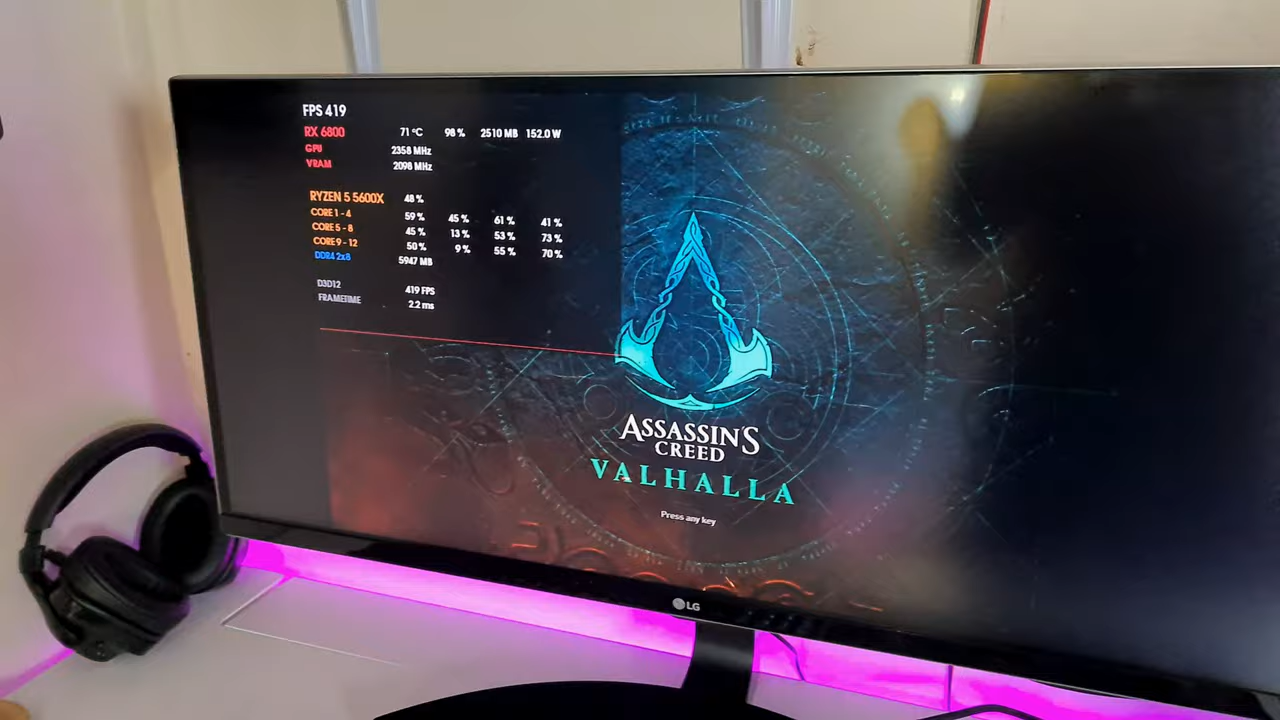 FPS 419
RX 6800 71 °C 98 % 2510 MB 152.0 W
GPU 2358 MHz
VRAM 2098 MHz
RYZEN 5 5600X 48 %
CORE 1 - 4 59 % 45 % 61 % 41 %
CORE 5 - 8 45 % 13 % 53 % 73 %
CORE 9 - 12 50 % 9 % 55 % 70 %
DDR4 2x8 5947 MB
D3D12 419 FPS
FRAMETIME 2.2 ms
ASSASSIN'S
CREED
VALHALLA
Press any key
LG